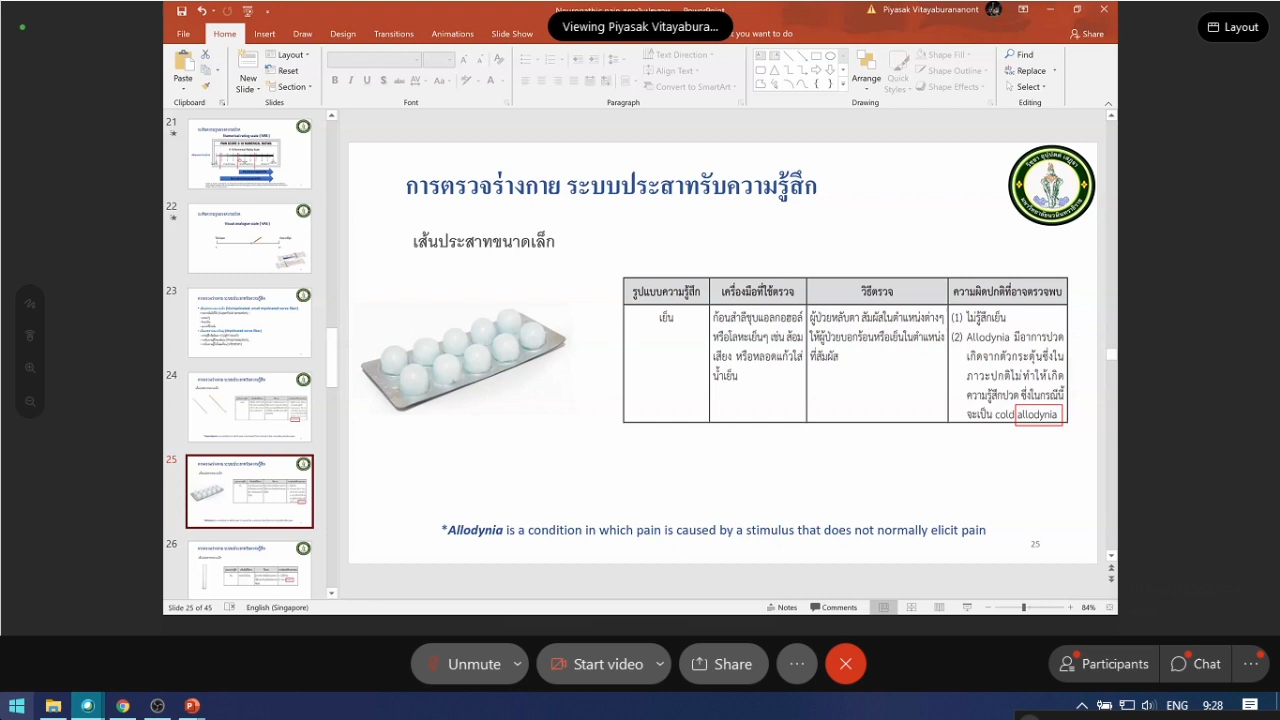 Viewing Piyasak Vitayabura...
Piyasak Vitayaburananont
Layout
File
Home
Insert
Draw
Design
Transitions
Animations
Slide Show
you want to do
Share
Paste
Clipboard
New
Slide
Layout
Reset
Section
Slides
Font
Text Direction
Align Text
Convert to SmartArt
Paragraph
Arrange
Quick
Styles
Shape Fill
Shape Outline
Shape Effects
Drawing
Find
Replace
Select
Editing
21
22
23
24
25
26
การตรวจร่างกาย ระบบประสาทรับความรู้สึก
เส้นประสาทขนาดเล็ก
รูปแบบความรู้สึก
เครื่องมือที่ใช้ตรวจ
วิธีตรวจ
ความผิดปกติที่อาจตรวจพบ
เย็น
ก้อนสำลีชุบแอลกอฮอล์
หรือโลหะเย็นๆ เช่น ส้อม
เสียง หรือหลอดแก้วใส่
น้ำเย็น
ผู้ป่วยหลับตา สัมผัสในตำแหน่งต่างๆ
ให้ผู้ป่วยบอกร้อนหรือเย็นในตำแหน่ง
ที่สัมผัส
(1) ไม่รู้สึกเย็น
(2) Allodynia มีอาการปวด
เกิดจากตัวกระตุ้นซึ่งใน
ภาวะปกติไม่ทำให้เกิด
ความรู้สึกปวด ซึ่งในกรณีนี้
จะเป็น cold allodynia
*Allodynia is a condition in which pain is caused by a stimulus that does not normally elicit pain
25
Slide 25 of 45
English (Singapore)
Notes
Comments
84%
Unmute
Start video
Share
Participants
Chat
ENG
9:28